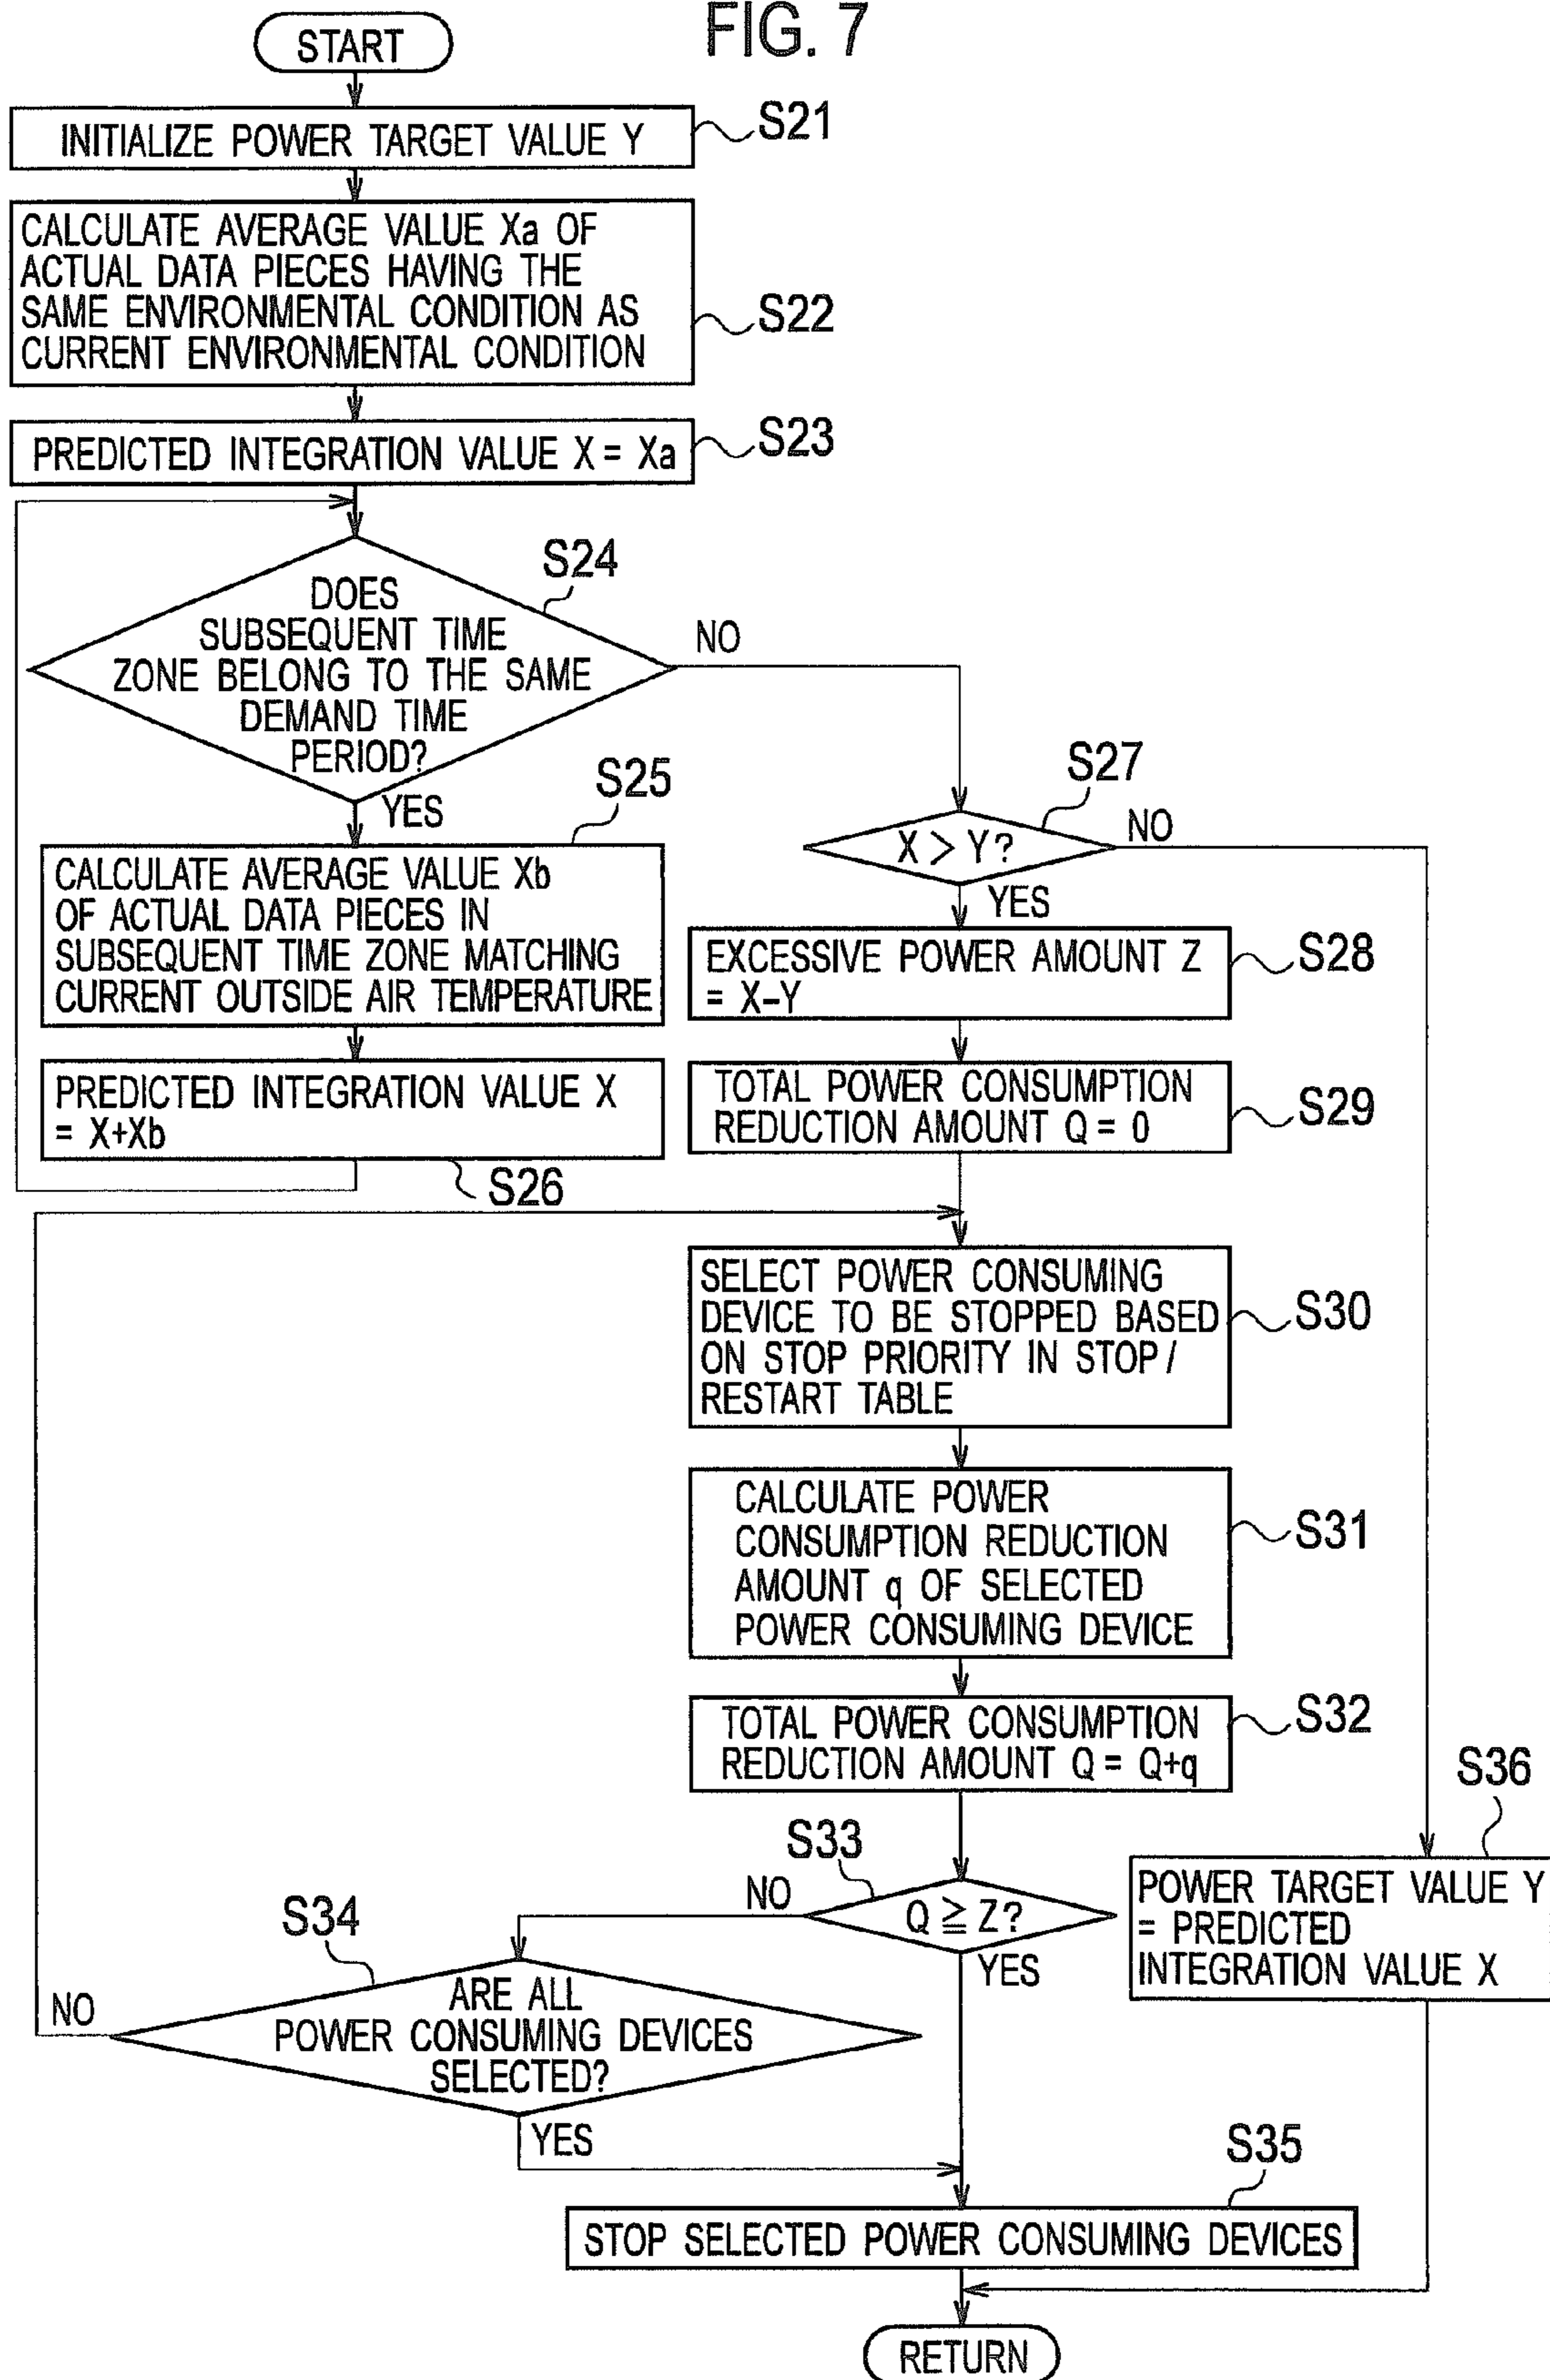 FIG. 7
START
INITIALIZE POWER TARGET VALUE Y
S21
CALCULATE AVERAGE VALUE Xa OF
ACTUAL DATA PIECES HAVING THE
SAME ENVIRONMENTAL CONDITION AS
CURRENT ENVIRONMENTAL CONDITION
S22
PREDICTED INTEGRATION VALUE X = Xa
S23
S24
DOES
SUBSEQUENT TIME
ZONE BELONG TO THE SAME
DEMAND TIME
PERIOD?
NO
YES
S25
CALCULATE AVERAGE VALUE Xb
OF ACTUAL DATA PIECES IN
SUBSEQUENT TIME ZONE MATCHING
CURRENT OUTSIDE AIR TEMPERATURE
PREDICTED INTEGRATION VALUE X
= X+Xb
S26
S27
X > Y?
NO
YES
EXCESSIVE POWER AMOUNT Z
= X–Y
S28
TOTAL POWER CONSUMPTION
REDUCTION AMOUNT Q = 0
S29
SELECT POWER CONSUMING
DEVICE TO BE STOPPED BASED
ON STOP PRIORITY IN STOP /
RESTART TABLE
S30
CALCULATE POWER
CONSUMPTION REDUCTION
AMOUNT q OF SELECTED
POWER CONSUMING DEVICE
S31
TOTAL POWER CONSUMPTION
REDUCTION AMOUNT Q = Q+q
S32
S33
Q ≧ Z?
NO
YES
S34
ARE ALL
POWER CONSUMING DEVICES
SELECTED?
NO
YES
S36
POWER TARGET VALUE Y
= PREDICTED
INTEGRATION VALUE X
S35
STOP SELECTED POWER CONSUMING DEVICES
RETURN